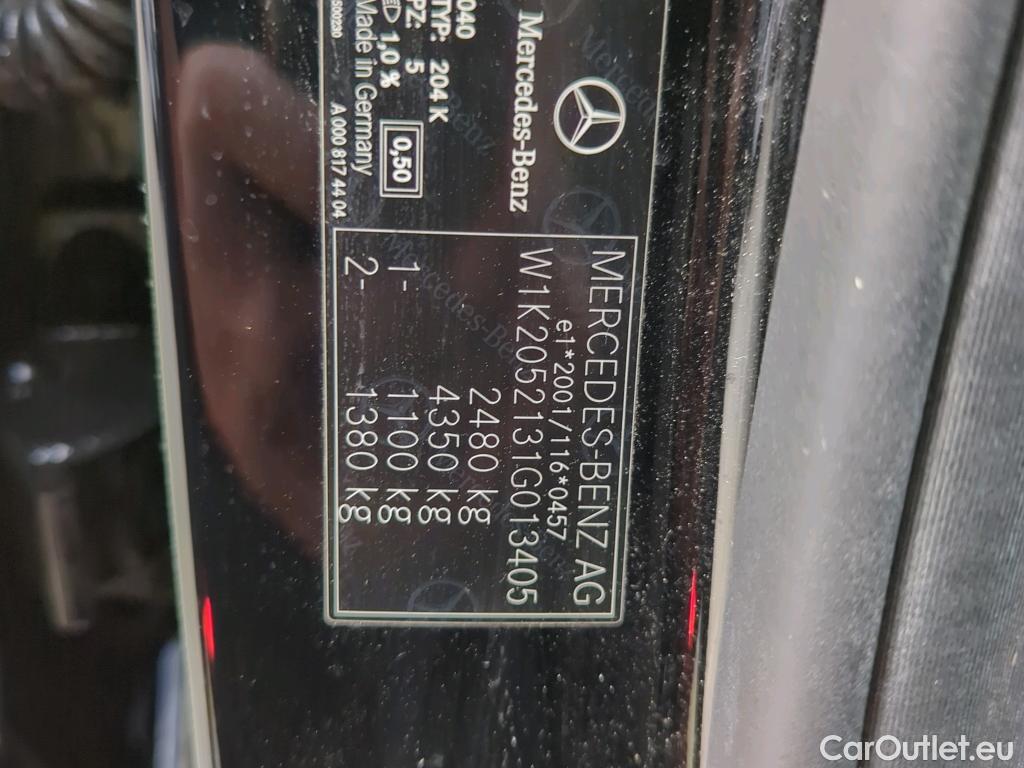 Mercedes-Benz
040
TYP: 204 K
PZ: 5
1,0 %
0,50
Made in Germany
A 000 817 44 04
MERCEDES-BENZ AG
e1*2001/116*0457
W1K2052131G013405
2480 kg
4350 kg
1- 1100 kg
2- 1380 kg
CarOutlet.eu